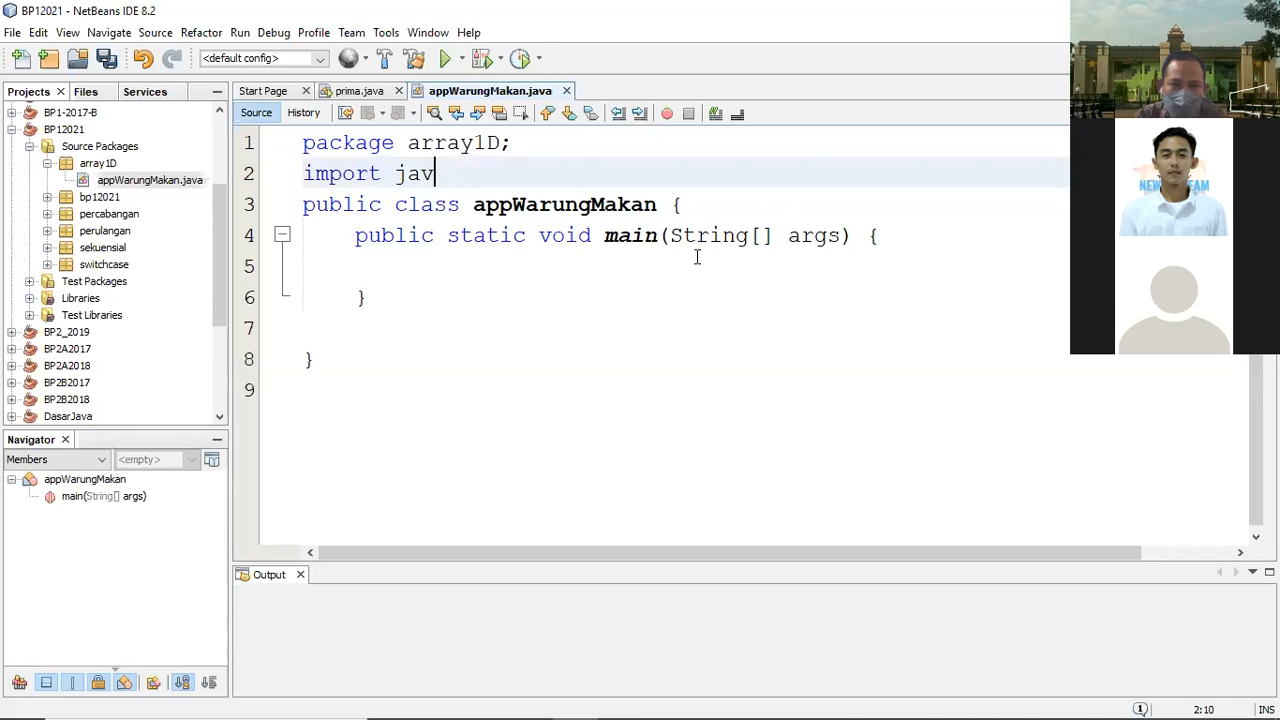 BP12021 - NetBeans IDE 8.2
File Edit View Navigate Source Refactor Run Debug Profile Team Tools Window Help
<default config>
Projects Files Services
Start Page prima.java appWarungMakan.java
Source History
BP1-2017-B
BP12021
Source Packages
array1D
appWarungMakan.java
bp12021
percabangan
perulangan
sekuensial
switchcase
Test Packages
Libraries
Test Libraries
BP2_2019
BP2A2017
BP2A2018
BP2B2017
BP2B2018
DasarJava
1 package array1D;
2 import jav
3 public class appWarungMakan {
4 public static void main(String[] args) {
5
6 }
7
8 }
9
Navigator
Members <empty>
appWarungMakan
main(String[] args)
Output
2:10 INS